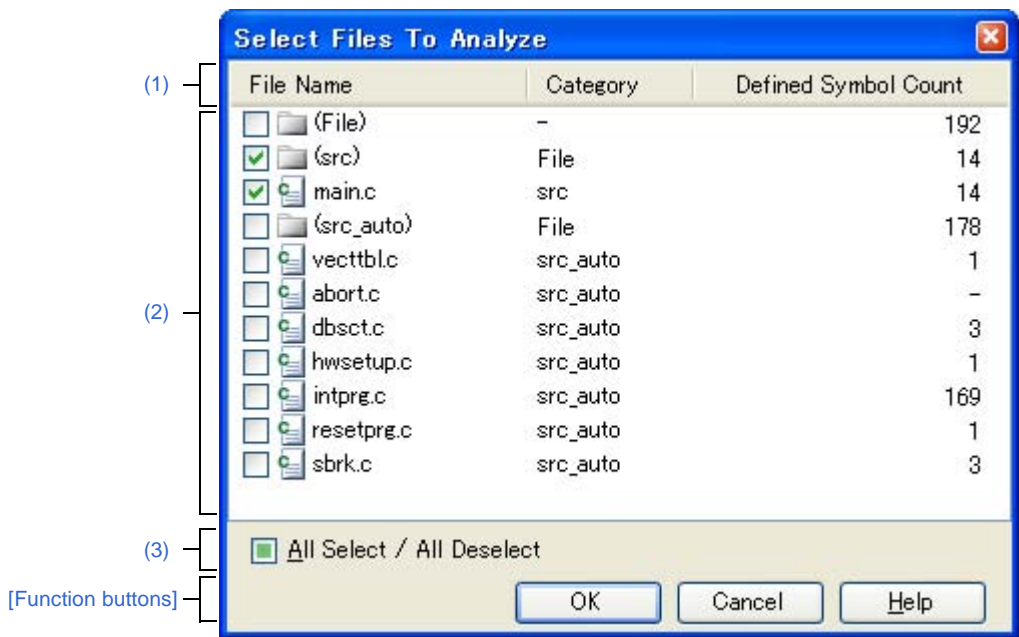 Select Files To Analyze
(1)
File Name Category Defined Symbol Count
(File) - 192
(src) File 14
main.c src 14
(src_auto) File 178
vecttbl.c src_auto 1
abort.c src_auto -
(2)
dbsct.c src_auto 3
hwsetup.c src_auto 1
intprg.c src_auto 169
resetprg.c src_auto 1
sbrk.c src_auto 3
(3)
All Select / All Deselect
[Function buttons]
OK Cancel Help